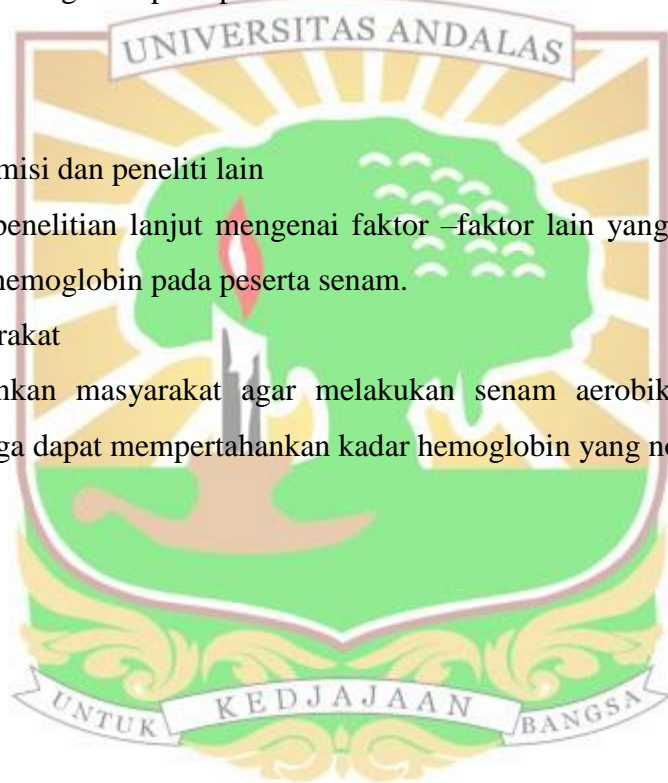 UNIVERSITAS ANDALAS
misi dan peneliti lain
penelitian lanjut mengenai faktor –faktor lain yang
hemoglobin pada peserta senam.
rakat
nkan masyarakat agar melakukan senam aerobik
ga dapat mempertahankan kadar hemoglobin yang
UNTUK KEDJAJAAN BANGSA